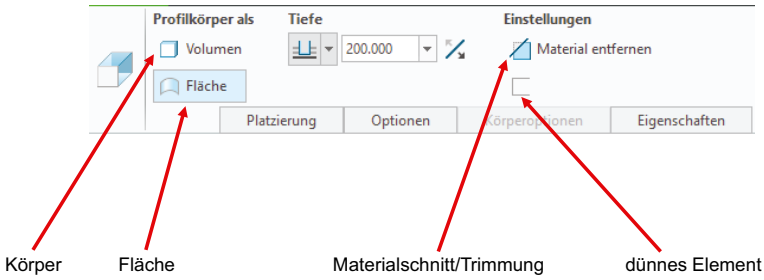 Profilkörper als Tiefe Einstellungen
Volumen 200.000 Material entfernen
Fläche
Platzierung Optionen Körperoptionen Eigenschaften
Körper Fläche Materialschnitt/Trimmung dünnes Element